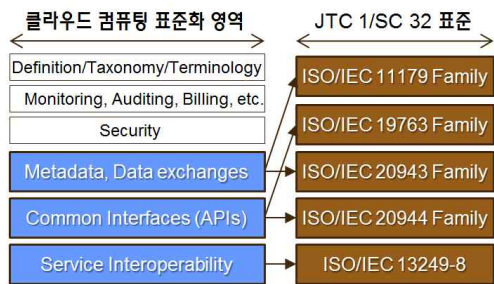 클라우드 컴퓨팅 표준화 영역
JTC 1/SC 32 표준
Definition/Taxonomy/Terminology
Monitoring, Auditing, Billing, etc.
Security
Metadata, Data exchanges
Common Interfaces (APIs)
Service Interoperability
ISO/IEC 11179 Family
ISO/IEC 19763 Family
ISO/IEC 20943 Family
ISO/IEC 20944 Family
ISO/IEC 13249-8